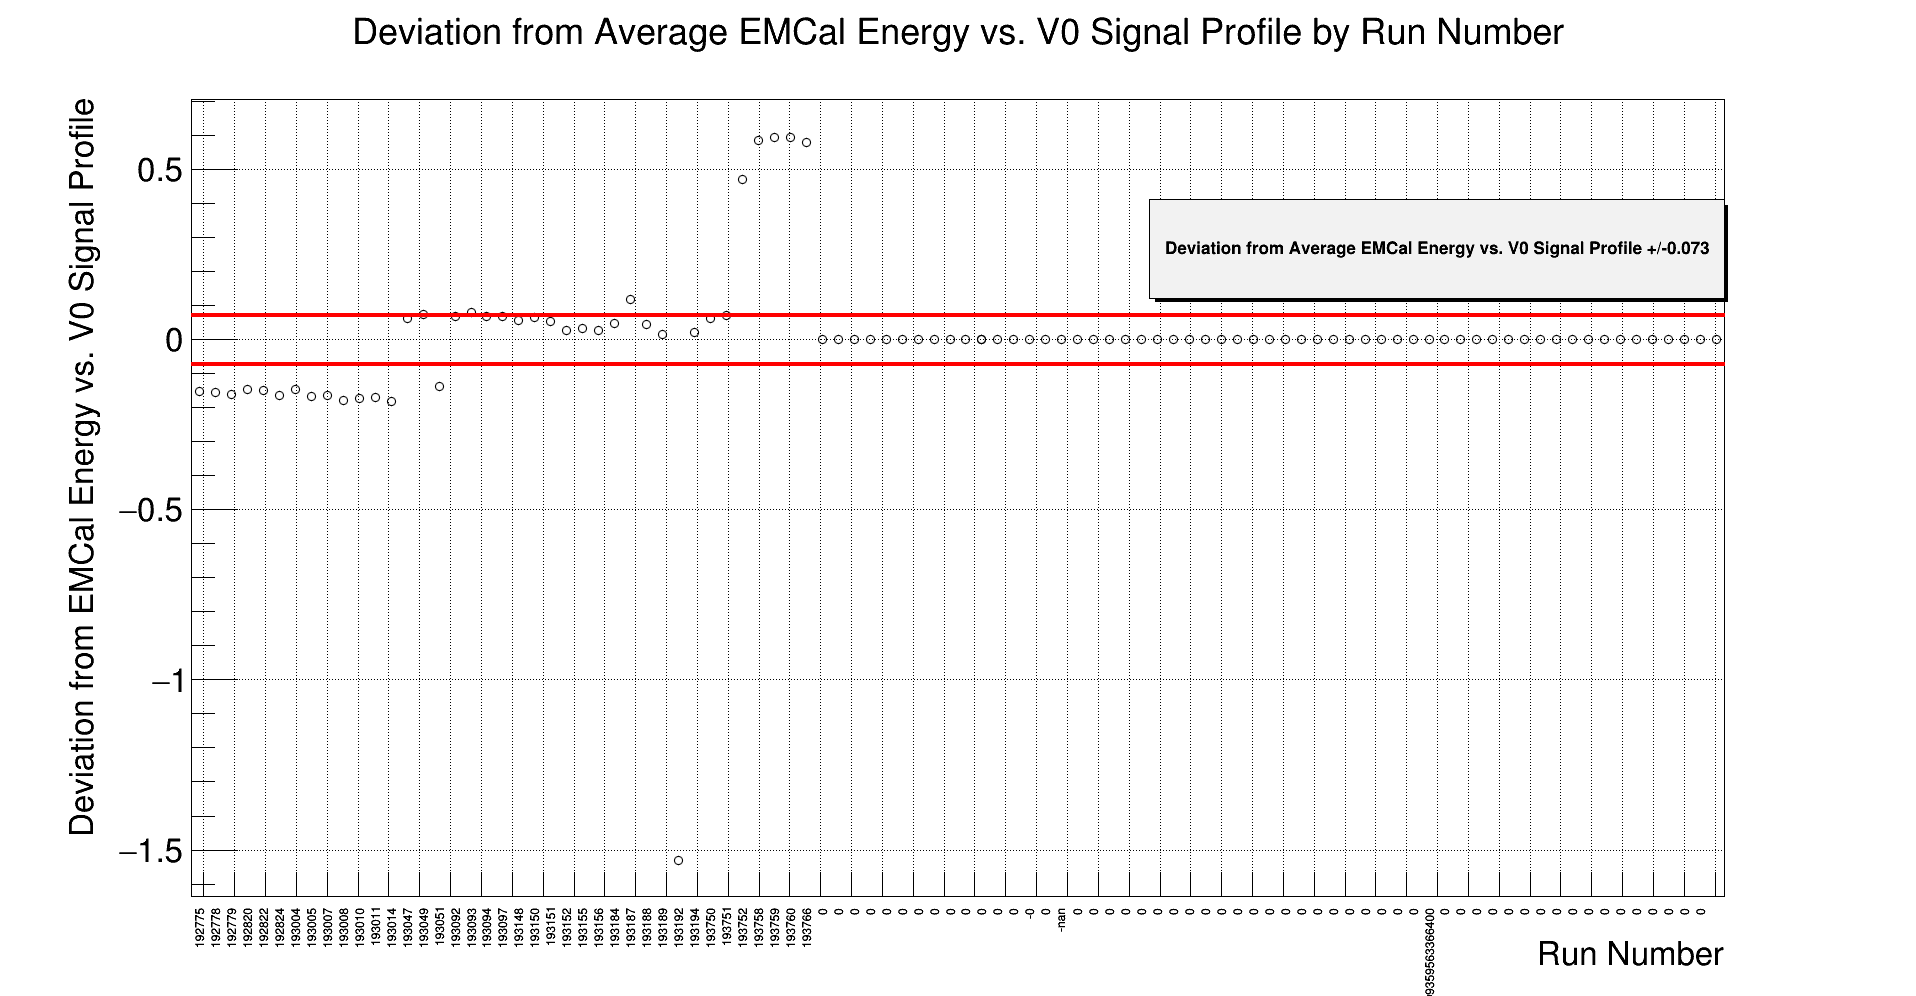 Deviation from Average EMCal Energy vs. V0 Signal Profile by Run Number
Deviation from EMCal Energy vs. V0 Signal Profile
0.5
0
−0.5
−1
−1.5
Deviation from Average EMCal Energy vs. V0 Signal Profile +/-0.073
192775 192778 192779 192820 192822 192824 193004 193005 193007 193008 193010 193011 193014 193047 193049 193051 193092 193093 193094 193097 193148 193150 193151 193152 193155 193156 193184 193187 193188 193189 193192 193194 193750 193751 193752 193758 193759 193760 193766 0 0 0 0 0 0 0 0 0 0 0 0 0 -0 0 -nan 0 0 0 0 0 0 0 0 0 0 0 0 0 0 0 0 0 0 0 0 0 0 0 0 0 0 0 0 0 0 0 0 0 0 0 0 0 0 0
Run Number